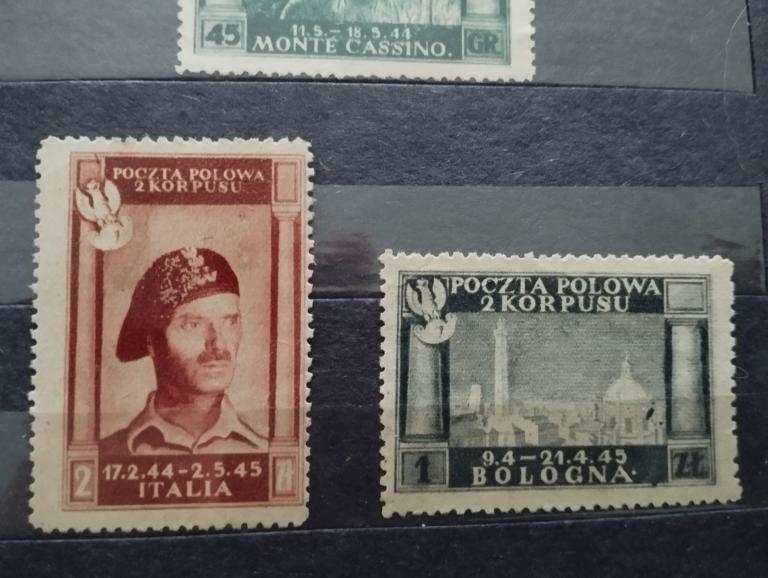 45 11.5.–18.5.44 GR
MONTE CASSINO.
POCZTA POLOWA
2 KORPUSU
2 17.2.44–2.5.45 Zł
ITALIA
POCZTA POLOWA
2 KORPUSU
1 9.4–21.4.45 ZŁ
BOLOGNA.